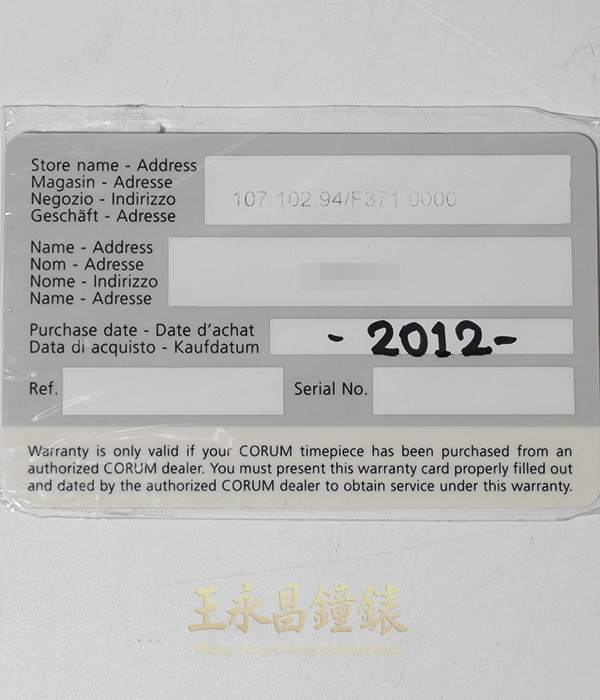 Store name - Address
Magasin - Adresse
Negozio - Indirizzo
Geschäft - Adresse
107.102.94/F371 0000
Name - Address
Nom - Adresse
Nome - Indirizzo
Name - Adresse
Purchase date - Date d'achat
Data di acquisto - Kaufdatum
- 2012 -
Ref.
Serial No.
Warranty is only valid if your CORUM timepiece has been purchased from an
authorized CORUM dealer. You must present this warranty card properly filled out
and dated by the authorized CORUM dealer to obtain service under this warranty.
王永昌鐘錶